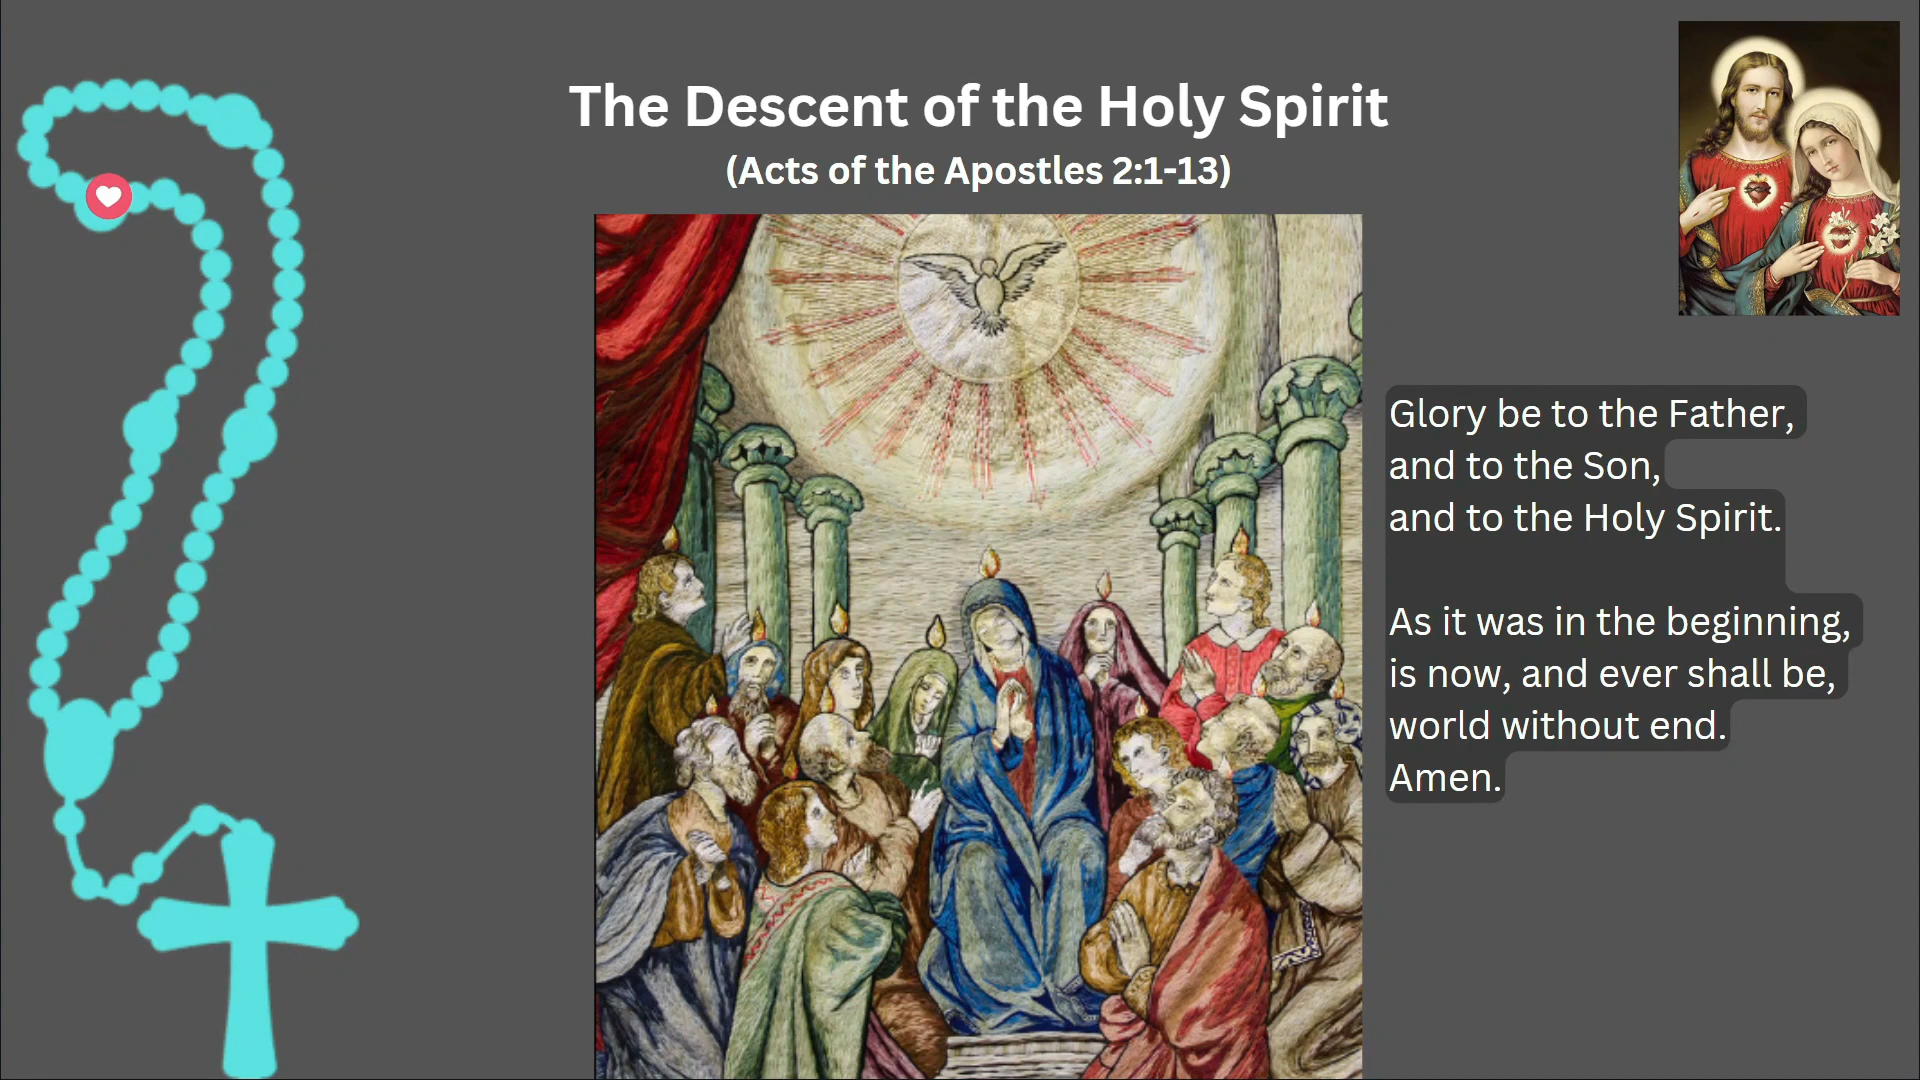 The Descent of the Holy Spirit
(Acts of the Apostles 2:1-13)
Glory be to the Father,
and to the Son,
and to the Holy Spirit.
As it was in the beginning,
is now, and ever shall be,
world without end.
Amen.